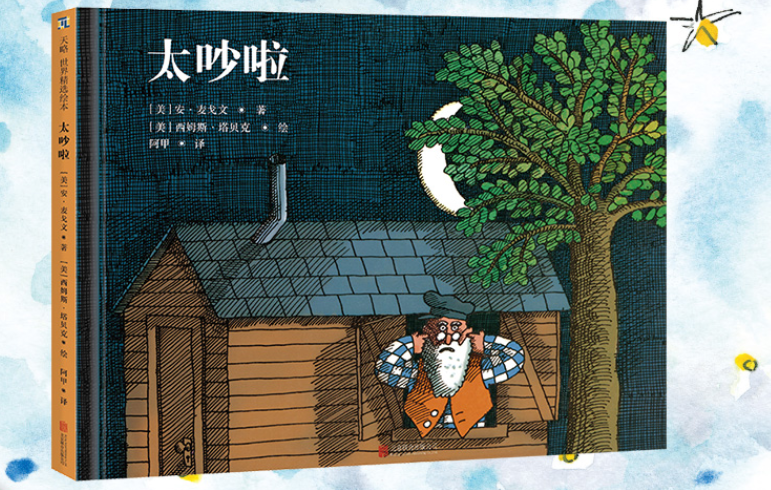 太吵啦
[美]安·麦戈文 * 著
[美]西姆斯·塔贝克 * 绘
阿甲 * 译
天略 世界精选绘本
太吵啦
[美]安·麦戈文 * 著
[美]西姆斯·塔贝克 * 绘
阿甲 * 译